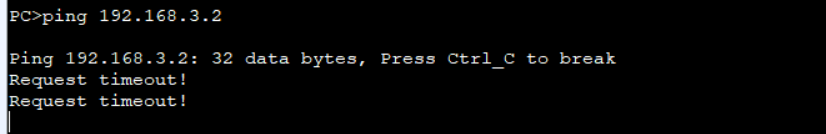 PC>ping 192.168.3.2
Ping 192.168.3.2: 32 data bytes, Press Ctrl_C to break
Request timeout!
Request timeout!